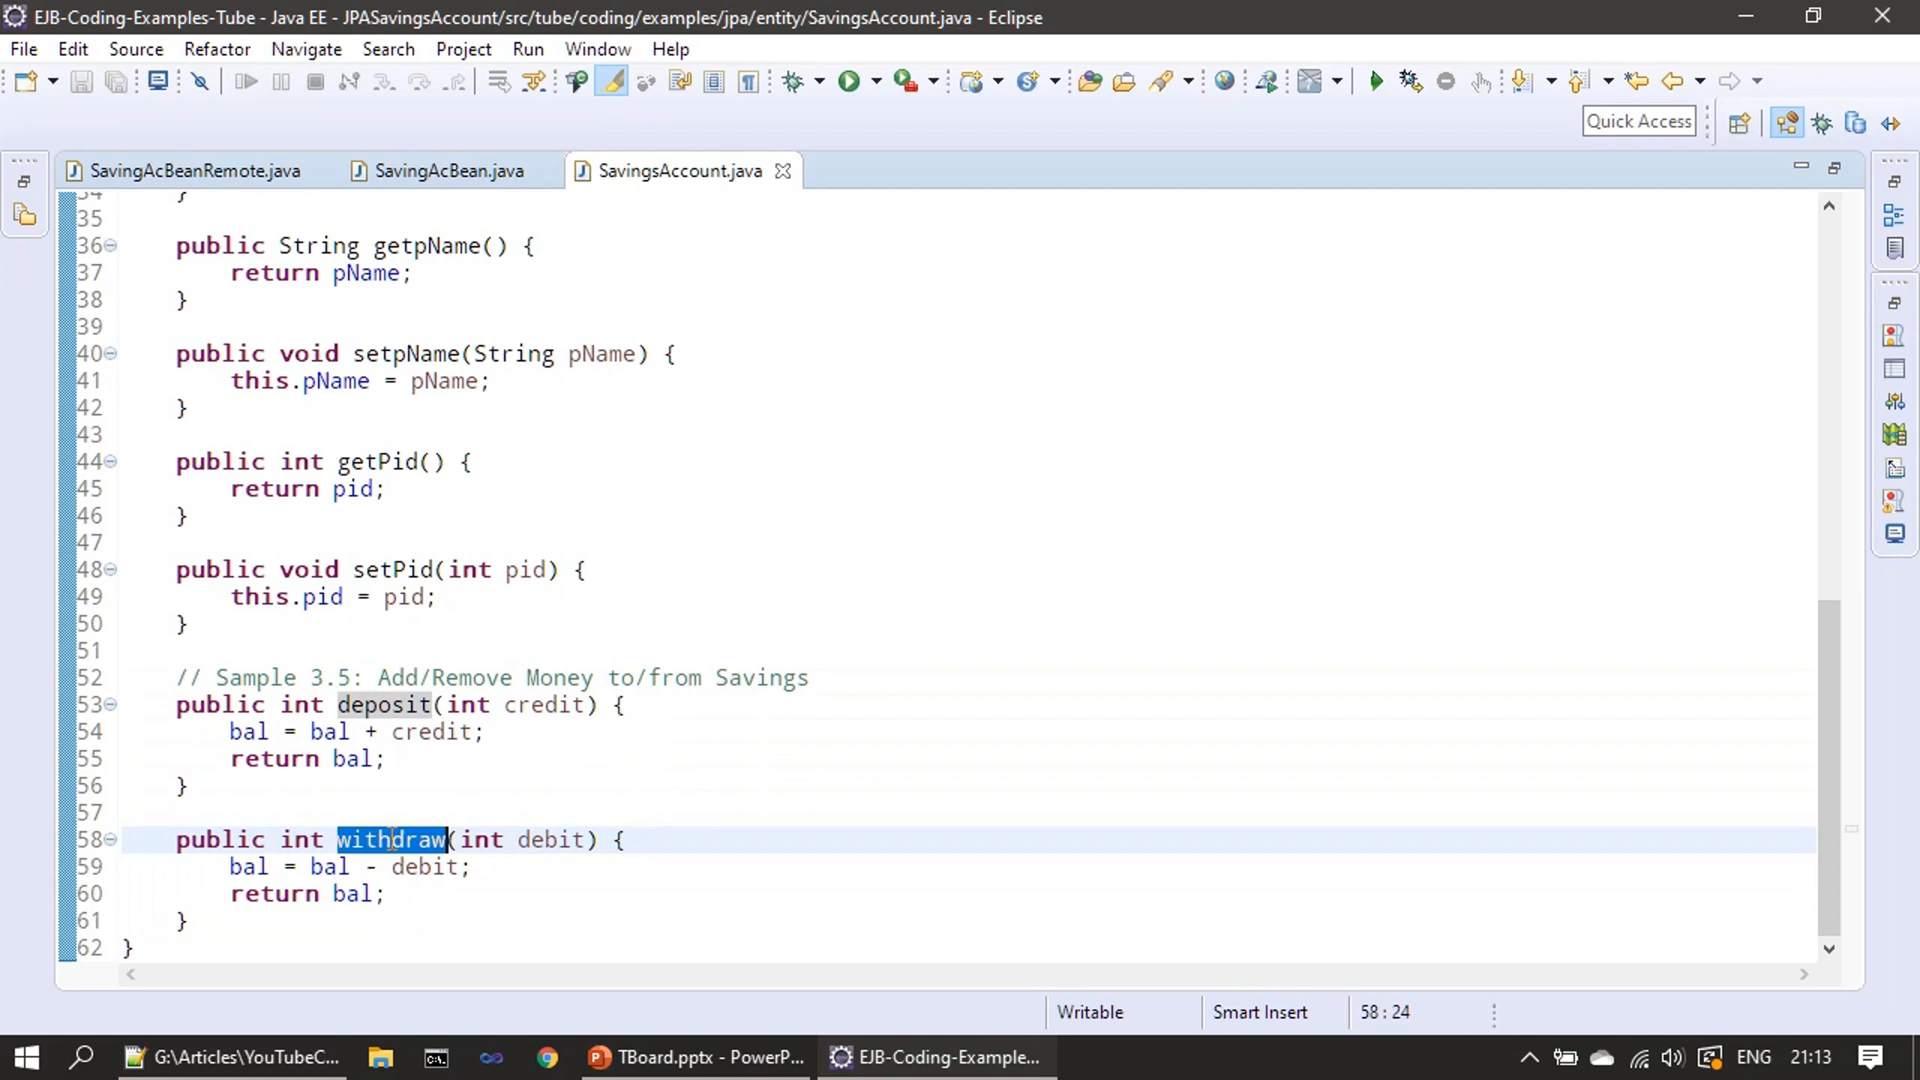 EJB-Coding-Examples-Tube - Java EE - JPASavingsAccount/src/tube/coding/examples/jpa/entity/SavingsAccount.java - Eclipse
File Edit Source Refactor Navigate Search Project Run Window Help
Quick Access
SavingAcBeanRemote.java SavingAcBean.java SavingsAccount.java
34 }
35
36 public String getpName() {
37 return pName;
38 }
39
40 public void setpName(String pName) {
41 this.pName = pName;
42 }
43
44 public int getPid() {
45 return pid;
46 }
47
48 public void setPid(int pid) {
49 this.pid = pid;
50 }
51
52 // Sample 3.5: Add/Remove Money to/from Savings
53 public int deposit(int credit) {
54 bal = bal + credit;
55 return bal;
56 }
57
58 public int withdraw(int debit) {
59 bal = bal - debit;
60 return bal;
61 }
62 }
Writable Smart Insert 58 : 24
G:\Articles\YouTubeC... TBoard.pptx - PowerP... EJB-Coding-Example... ENG 21:13